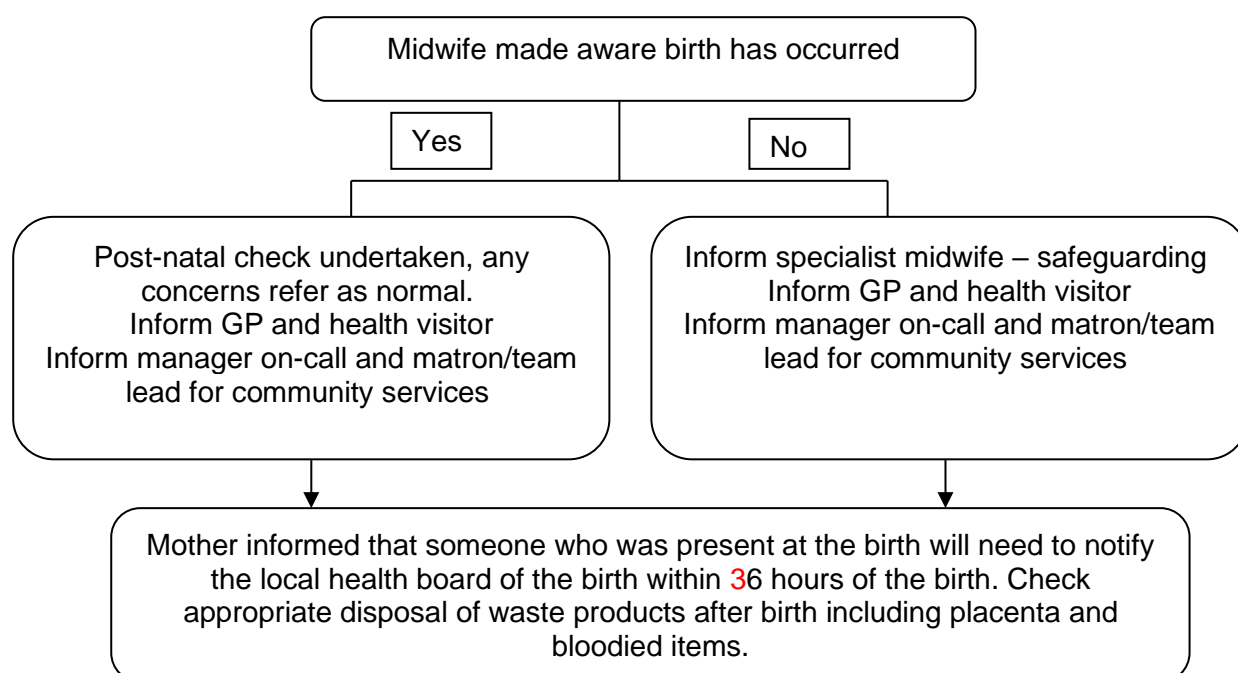 Midwife made aware birth has occurred
Yes
No
Post-natal check undertaken, any
concerns refer as normal.
Inform GP and health visitor
Inform manager on-call and matron/team
lead for community services
Inform specialist midwife – safeguarding
Inform GP and health visitor
Inform manager on-call and matron/team
lead for community services
Mother informed that someone who was present at the birth will need to notify
the local health board of the birth within 36 hours of the birth. Check
appropriate disposal of waste products after birth including placenta and
bloodied items.